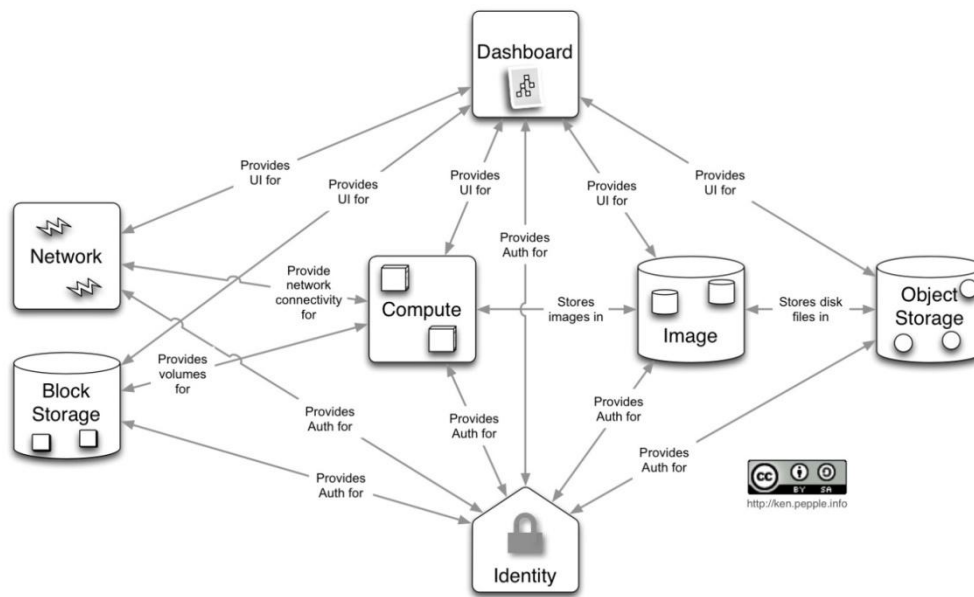 Dashboard
Provides
UI for
Provides
UI for
Provides
UI for
Provides
UI for
Provides
UI for
Provides
Auth for
Network
Provide
network
connectivity
for
Compute
Stores
images in
Image
Stores disk
files in
Object
Storage
Block
Storage
Provides
volumes
for
Provides
Auth for
Provides
Auth for
Provides
Auth for
Provides
Auth for
Provides
Auth for
Identity
cc
BY SA
http://ken.pepple.info